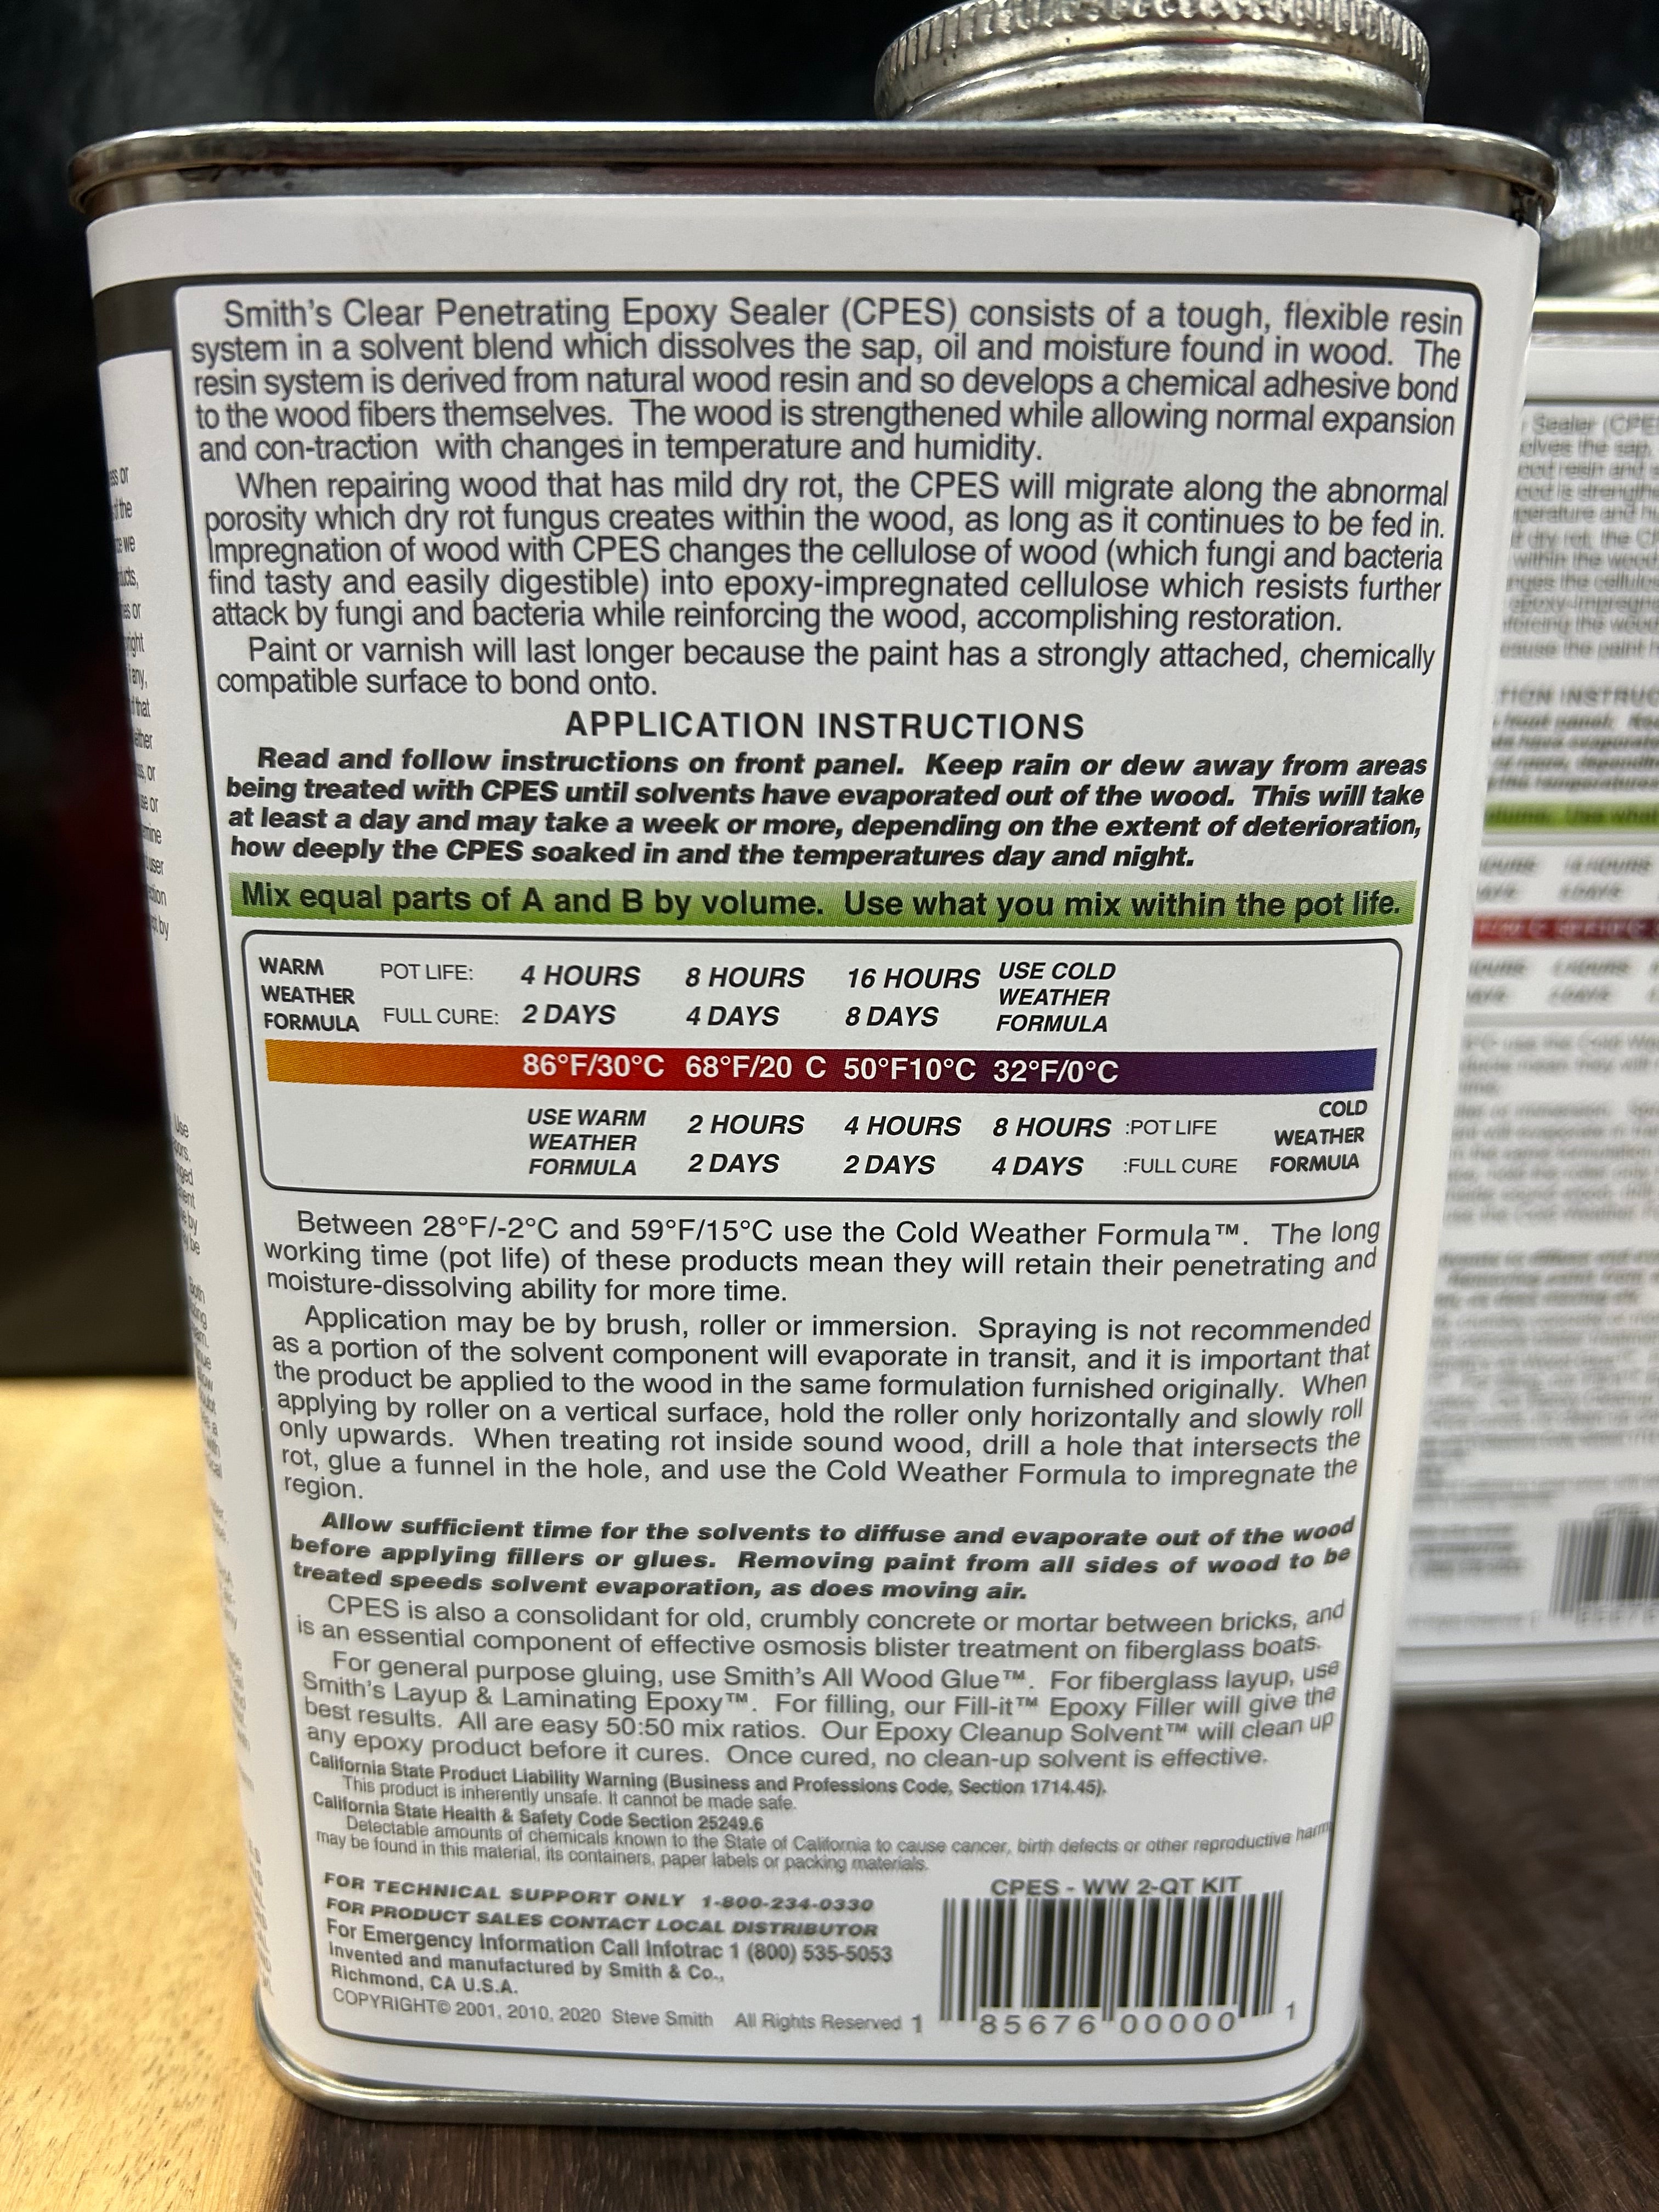 Smith's Clear Penetrating Epoxy Sealer (CPES) consists of a tough, flexible resin
system in a solvent blend which dissolves the sap, oil and moisture found in wood. The
resin system is derived from natural wood resin and so develops a chemical adhesive bond
to the wood fibers themselves. The wood is strengthened while allowing normal expansion
and con-traction with changes in temperature and humidity.
When repairing wood that has mild dry rot, the CPES will migrate along the abnormal
porosity which dry rot fungus creates within the wood, as long as it continues to be fed in.
Impregnation of wood with CPES changes the cellulose of wood (which fungi and bacteria
find tasty and easily digestible) into epoxy-impregnated cellulose which resists further
attack by fungi and bacteria while reinforcing the wood, accomplishing restoration.
Paint or varnish will last longer because the paint has a strongly attached, chemically
compatible surface to bond onto.
APPLICATION INSTRUCTIONS
Read and follow instructions on front panel. Keep rain or dew away from areas
being treated with CPES until solvents have evaporated out of the wood. This will take
at least a day and may take a week or more, depending on the extent of deterioration,
how deeply the CPES soaked in and the temperatures day and night.
Mix equal parts of A and B by volume. Use what you mix within the pot life.
WARM WEATHER FORMULA
POT LIFE: 4 HOURS 8 HOURS 16 HOURS USE COLD WEATHER FORMULA
FULL CURE: 2 DAYS 4 DAYS 8 DAYS
86°F/30°C 68°F/20 C 50°F10°C 32°F/0°C
USE WARM WEATHER FORMULA 2 HOURS 4 HOURS 8 HOURS :POT LIFE
2 DAYS 2 DAYS 4 DAYS :FULL CURE
COLD WEATHER FORMULA
Between 28°F/-2°C and 59°F/15°C use the Cold Weather Formula™. The long
working time (pot life) of these products mean they will retain their penetrating and
moisture-dissolving ability for more time.
Application may be by brush, roller or immersion. Spraying is not recommended
as a portion of the solvent component will evaporate in transit, and it is important that
the product be applied to the wood in the same formulation furnished originally. When
applying by roller on a vertical surface, hold the roller only horizontally and slowly roll
only upwards. When treating rot inside sound wood, drill a hole that intersects the
rot, glue a funnel in the hole, and use the Cold Weather Formula to impregnate the
region.
Allow sufficient time for the solvents to diffuse and evaporate out of the wood
before applying fillers or glues. Removing paint from all sides of wood to be
treated speeds solvent evaporation, as does moving air.
CPES is also a consolidant for old, crumbly concrete or mortar between bricks, and
is an essential component of effective osmosis blister treatment on fiberglass boats.
For general purpose gluing, use Smith's All Wood Glue™. For fiberglass layup, use
Smith's Layup & Laminating Epoxy™. For filling, our Fill-it™ Epoxy Filler will give the
best results. All are easy 50:50 mix ratios. Our Epoxy Cleanup Solvent™ will clean up
any epoxy product before it cures. Once cured, no clean-up solvent is effective.
California State Product Liability Warning (Business and Professions Code, Section 1714.45).
This product is inherently unsafe. It cannot be made safe.
California State Health & Safety Code Section 25249.6
Detectable amounts of chemicals known to the State of California to cause cancer, birth defects or other reproductive harm
may be found in this material, its containers, paper labels or packing materials.
FOR TECHNICAL SUPPORT ONLY 1-800-234-0330
FOR PRODUCT SALES CONTACT LOCAL DISTRIBUTOR
For Emergency Information Call Infotrac 1 (800) 535-5053
Invented and manufactured by Smith & Co.,
Richmond, CA U.S.A.
COPYRIGHT© 2001, 2010, 2020 Steve Smith All Rights Reserved
CPES - WW 2-QT KIT
1 85676 00000 1